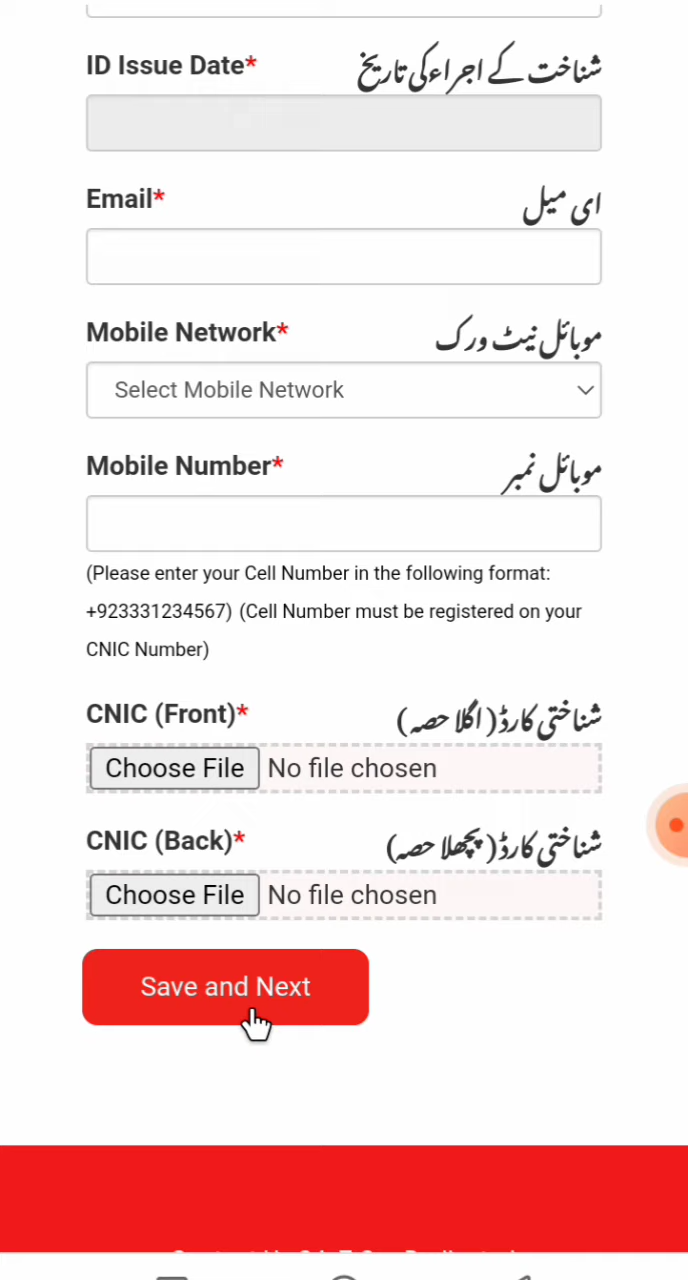 ID Issue Date* شناخت کے اجراءکی تاریخ
Email* ای میل
Mobile Network* موبائل نیٹ ورک
Select Mobile Network
Mobile Number* موبائل نمبر
(Please enter your Cell Number in the following format:
+923331234567) (Cell Number must be registered on your
CNIC Number)
CNIC (Front)* شناختی کارڈ( اگلا حصہ)
Choose File No file chosen
CNIC (Back)* شناختی کارڈ( پچھلا حصہ)
Choose File No file chosen
Save and Next